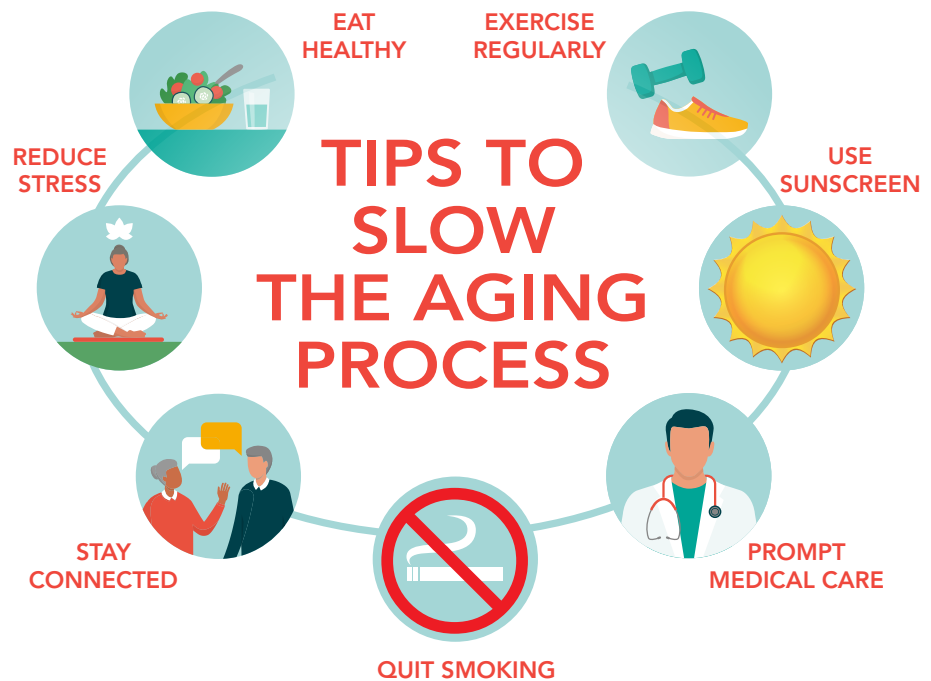 EAT
HEALTHY
EXERCISE
REGULARLY
TIPS TO
SLOW
THE AGING
PROCESS
REDUCE
STRESS
USE
SUNSCREEN
STAY
CONNECTED
PROMPT
MEDICAL CARE
QUIT SMOKING